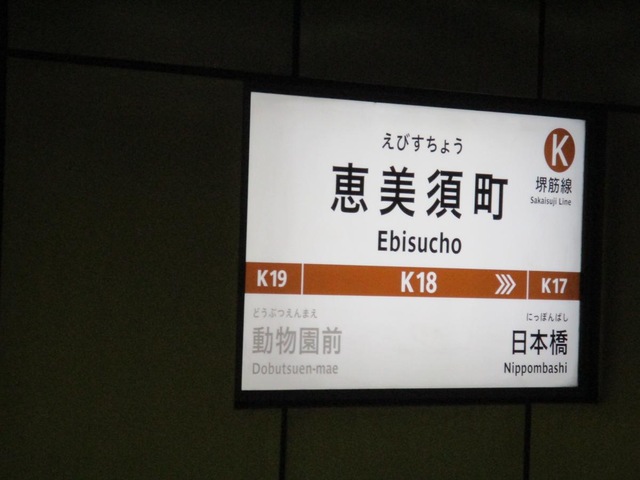 えびすちょう
恵美須町
Ebisucho
K
堺筋線
Sakaisuji Line
K19
K18
K17
どうぶつえんまえ
動物園前
Dobutsuen-mae
にっぽんばし
日本橋
Nippombashi